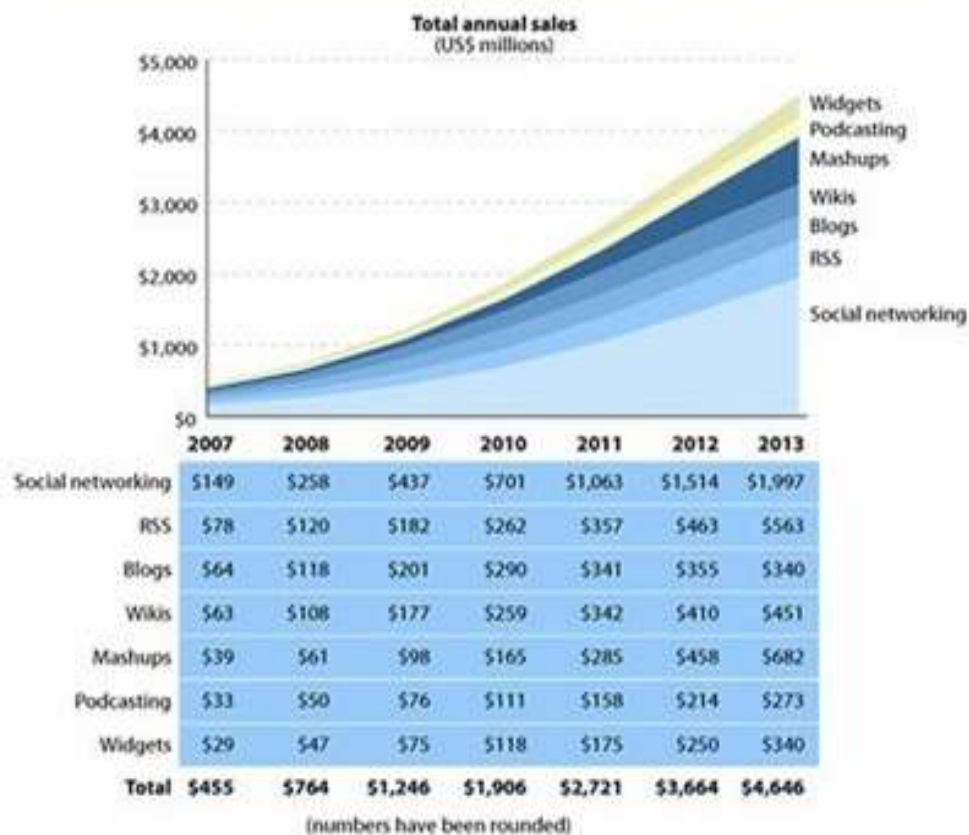 Total annual sales
(US$ millions)
$5,000
$4,000
$3,000
$2,000
$1,000
$0
Widgets
Podcasting
Mashups
Wikis
Blogs
RSS
Social networking
2007 2008 2009 2010 2011 2012 2013
Social networking $149 $258 $437 $701 $1,063 $1,514 $1,997
RSS $78 $120 $182 $262 $357 $463 $563
Blogs $64 $118 $201 $290 $341 $355 $340
Wikis $63 $108 $177 $259 $342 $410 $451
Mashups $39 $61 $98 $165 $285 $458 $682
Podcasting $33 $50 $76 $111 $158 $214 $273
Widgets $29 $47 $75 $118 $175 $250 $340
Total $455 $764 $1,246 $1,906 $2,721 $3,664 $4,646
(numbers have been rounded)